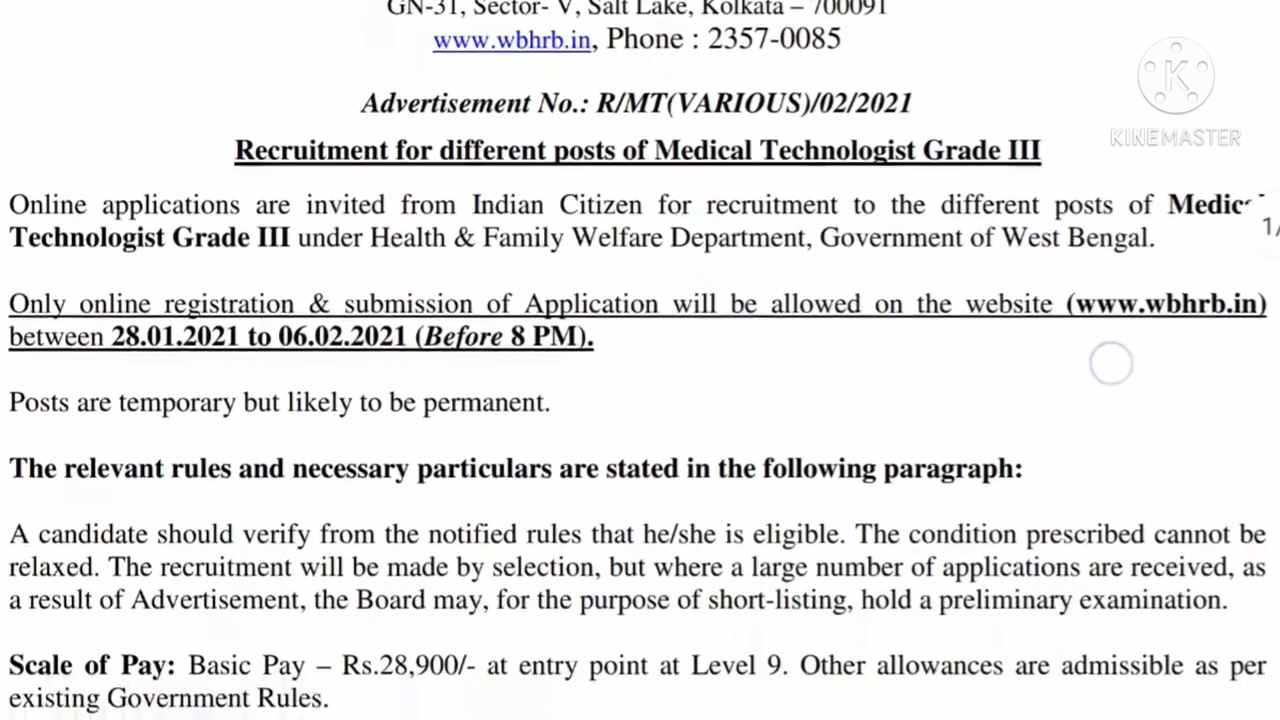 GN-31, Sector- V, Salt Lake, Kolkata – 700091
www.wbhrb.in, Phone : 2357-0085
K
KINEMASTER
Advertisement No.: R/MT(VARIOUS)/02/2021
Recruitment for different posts of Medical Technologist Grade III
Online applications are invited from Indian Citizen for recruitment to the different posts of
Technologist Grade III under Health & Family Welfare Department, Government of West Bengal.
1/
Only online registration & submission of Application will be allowed on the website (www.wbhrb.in)
between 28.01.2021 to 06.02.2021 (Before 8 PM).
Posts are temporary but likely to be permanent.
The relevant rules and necessary particulars are stated in the following paragraph:
A candidate should verify from the notified rules that he/she is eligible. The condition prescribed cannot be
relaxed. The recruitment will be made by selection, but where a large number of applications are received, as
a result of Advertisement, the Board may, for the purpose of short-listing, hold a preliminary examination.
Scale of Pay: Basic Pay – Rs.28,900/- at entry point at Level 9. Other allowances are admissible as per
existing Government Rules.